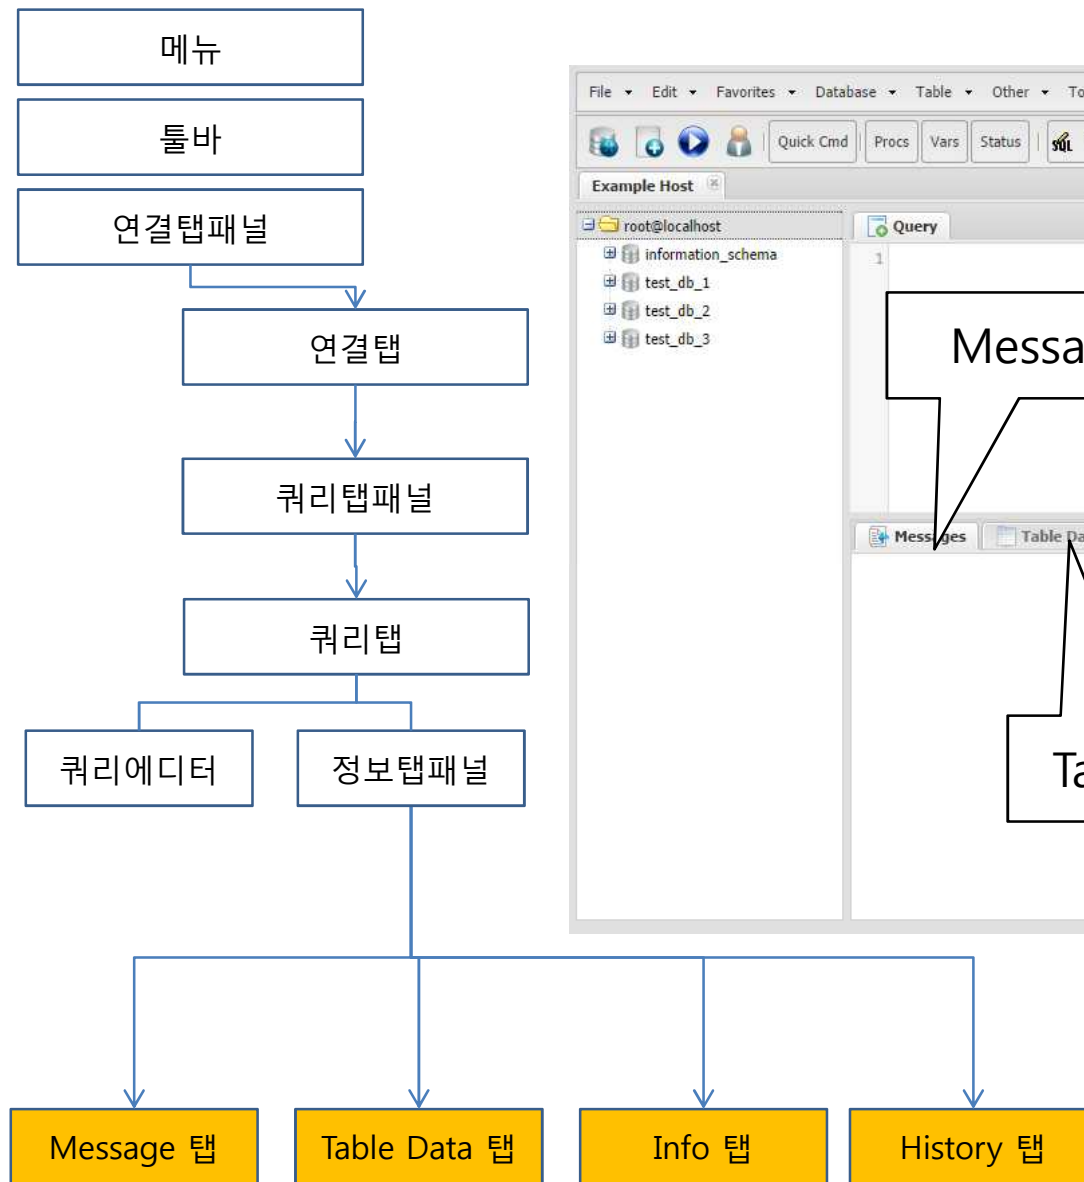 메뉴
툴바
연결탭패널
연결탭
쿼리탭패널
쿼리탭
쿼리에디터
정보탭패널
Message 탭
Table Data 탭
Info 탭
History 탭
File Edit Favorites Database Table Other
Quick Cmd Procs Vars Status SQL
Example Host
root@localhost
information_schema
test_db_1
test_db_2
test_db_3
Query
1
Messages Table